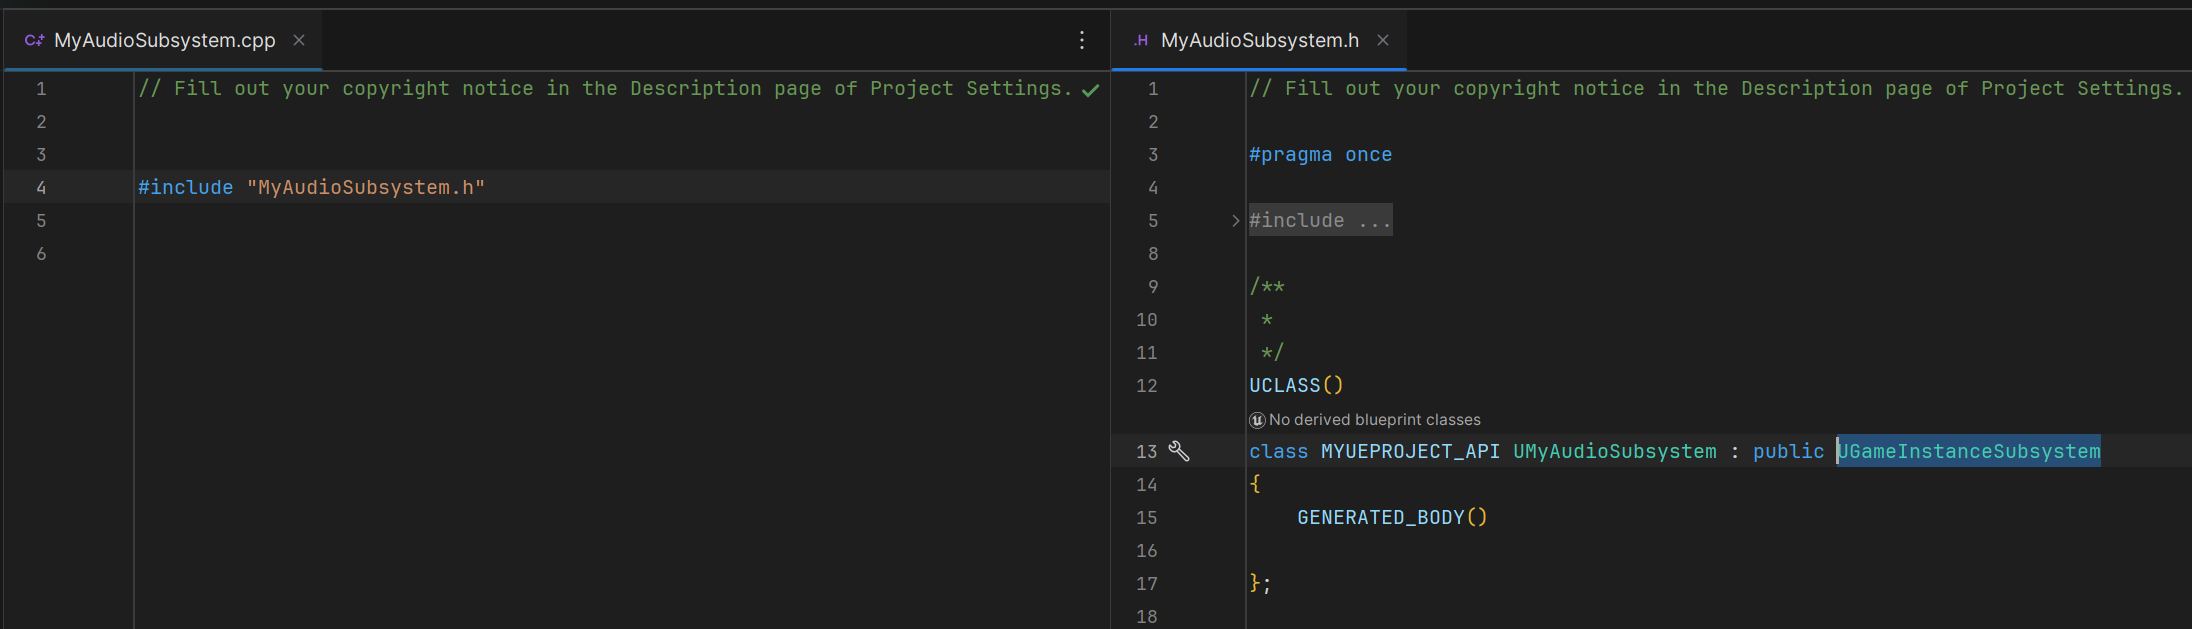 MyAudioSubsystem.cpp
1 // Fill out your copyright notice in the Description page of Project Settings.
2
3
4 #include "MyAudioSubsystem.h"
5
6
MyAudioSubsystem.h
1 // Fill out your copyright notice in the Description page of Project Settings.
2
3 #pragma once
4
5 #include ...
8
9 /**
10 *
11 */
12 UCLASS()
No derived blueprint classes
13 class MYUEPROJECT_API UMyAudioSubsystem : public UGameInstanceSubsystem
14 {
15 GENERATED_BODY()
16
17 };
18